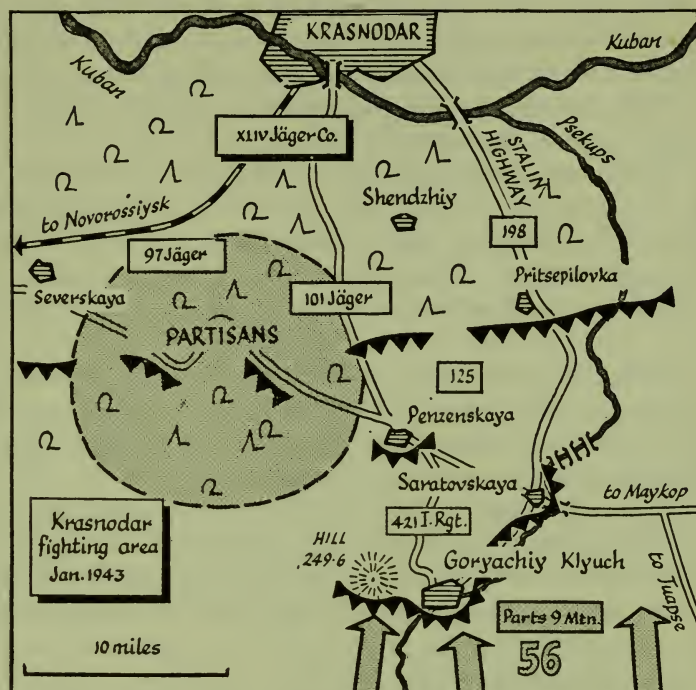 KRASNODAR
Kuban
Kuban
XLIV Jäger Co.
Psekups
STALIN
HIGHWAY
Shendzhiy
to Novorossiysk
198
97 Jäger
Severskaya
101 Jäger
Pritsepilovka
PARTISANS
125
Penzenskaya
Saratovskaya
to Maykop
Krasnodar
fighting area
Jan. 1943
421 I. Rgt.
HILL
249·6
Goryachiy Klyuch
to Tuapse
Parts 9 Mtn.
56
10 miles